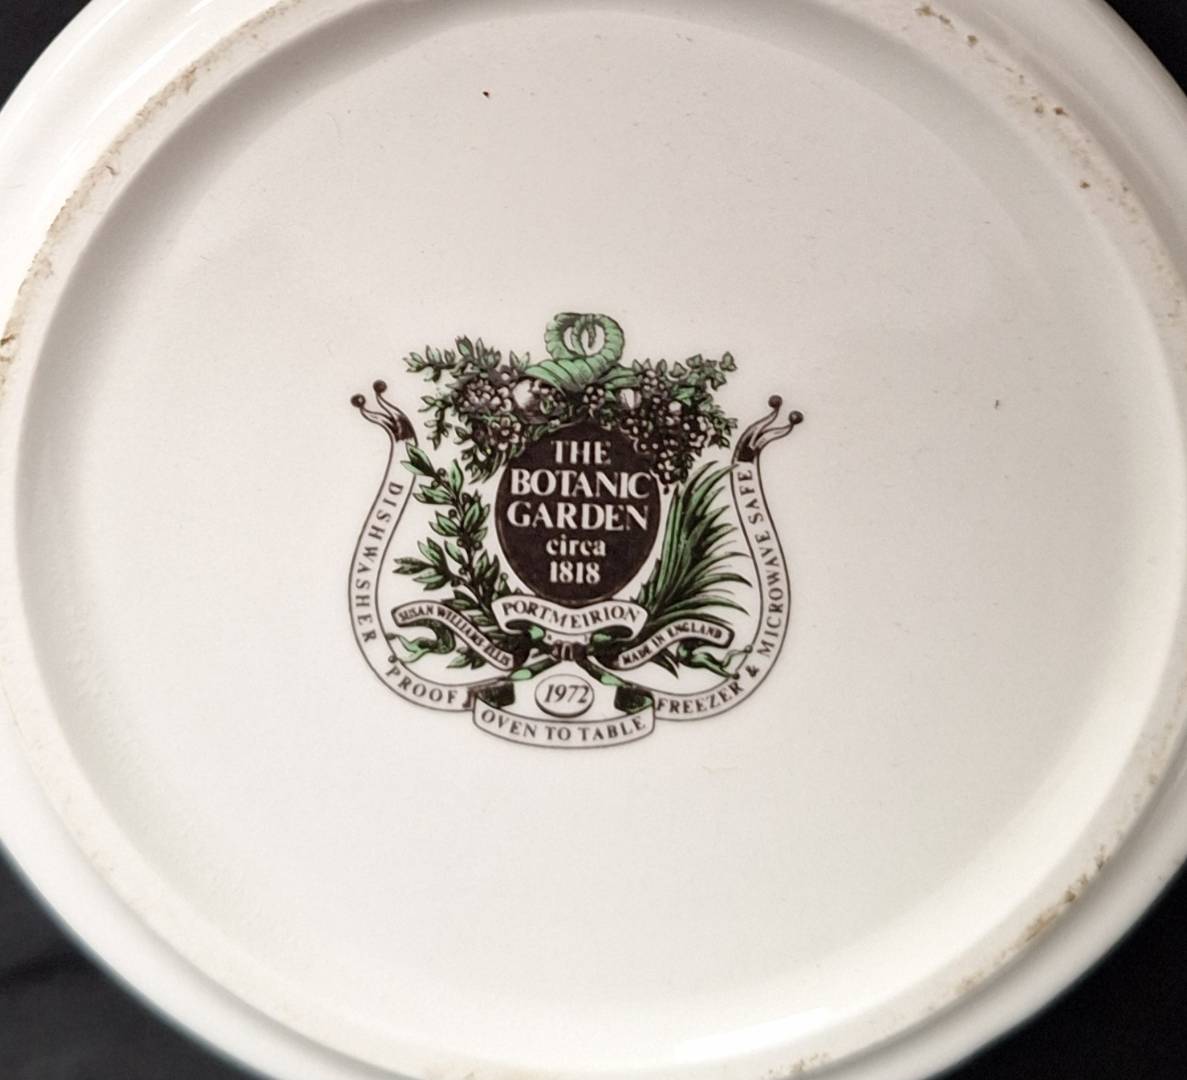 THE
BOTANIC
GARDEN
circa
1818
PORTMEIRION
SUSAN WILLIAMS-ELLIS
MADE IN ENGLAND
1972
DISHWASHER
PROOF
OVEN TO TABLE
FREEZER & MICROWAVE SAFE